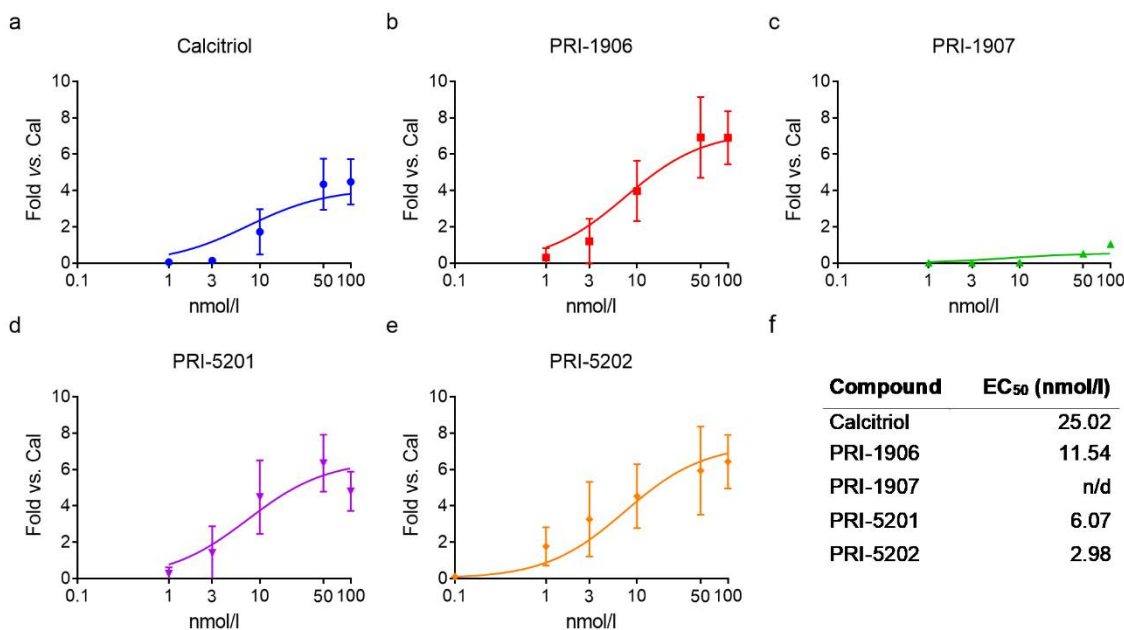 a
Calcitriol
10
8
6
4
2
0
Fold vs. Cal
0.1 1 3 10 50 100
nmol/l
b
PRI-1906
10
8
6
4
2
0
Fold vs. Cal
0.1 1 3 10 50 100
nmol/l
c
PRI-1907
10
8
6
4
2
0
Fold vs. Cal
0.1 1 3 10 50 100
nmol/l
d
PRI-5201
10
8
6
4
2
0
Fold vs. Cal
0.1 1 3 10 50 100
nmol/l
e
PRI-5202
10
8
6
4
2
0
Fold vs. Cal
0.1 1 3 10 50 100
nmol/l
f
Compound EC₅₀ (nmol/l)
Calcitriol 25.02
PRI-1906 11.54
PRI-1907 n/d
PRI-5201 6.07
PRI-5202 2.98